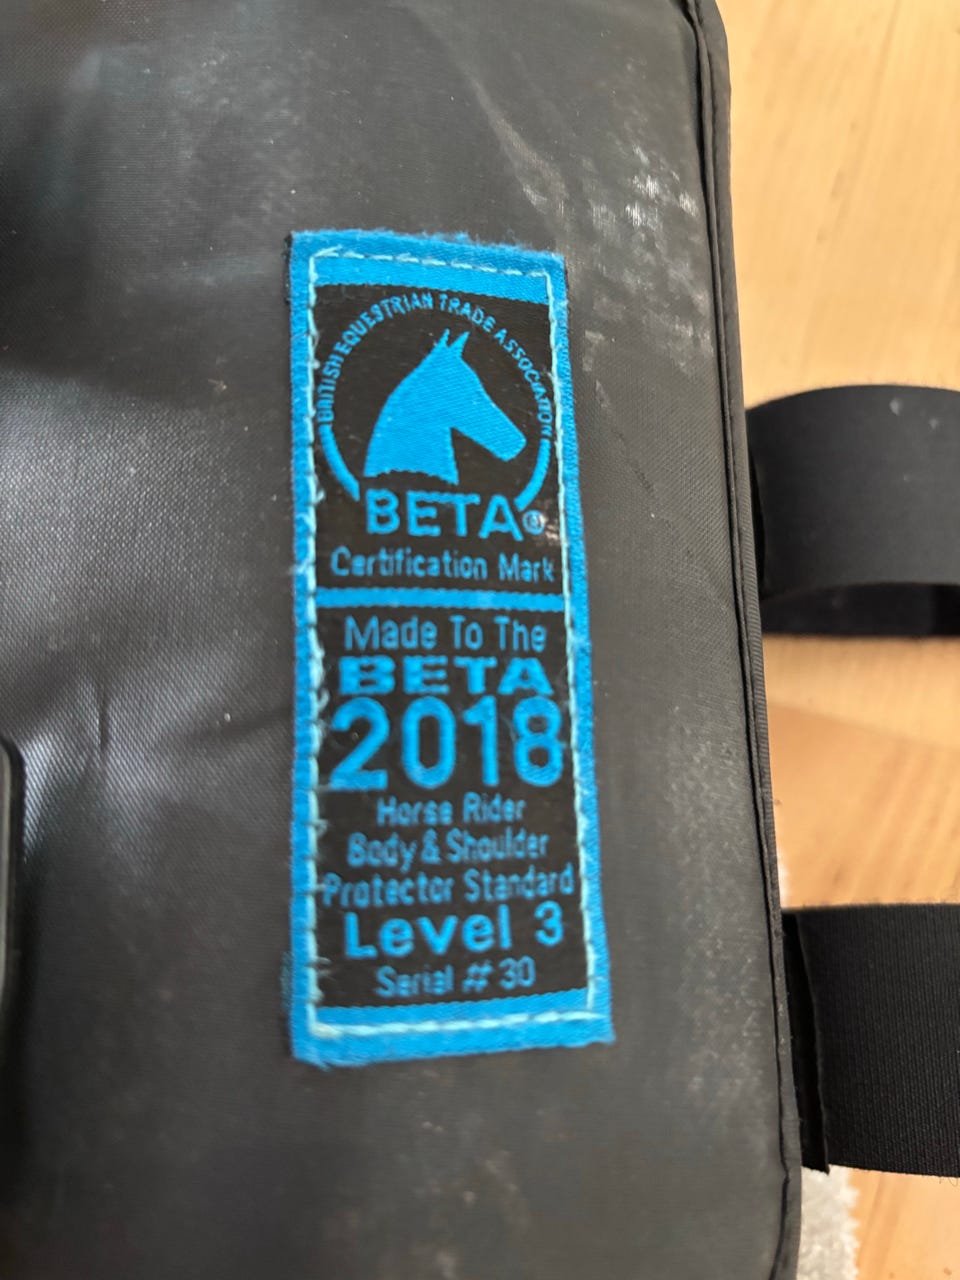 BRITISH EQUESTRIAN TRADE ASSOCIATION
BETA®
Certification Mark
Made To The
BETA
2018
Horse Rider
Body & Shoulder
Protector Standard
Level 3
Serial # 30